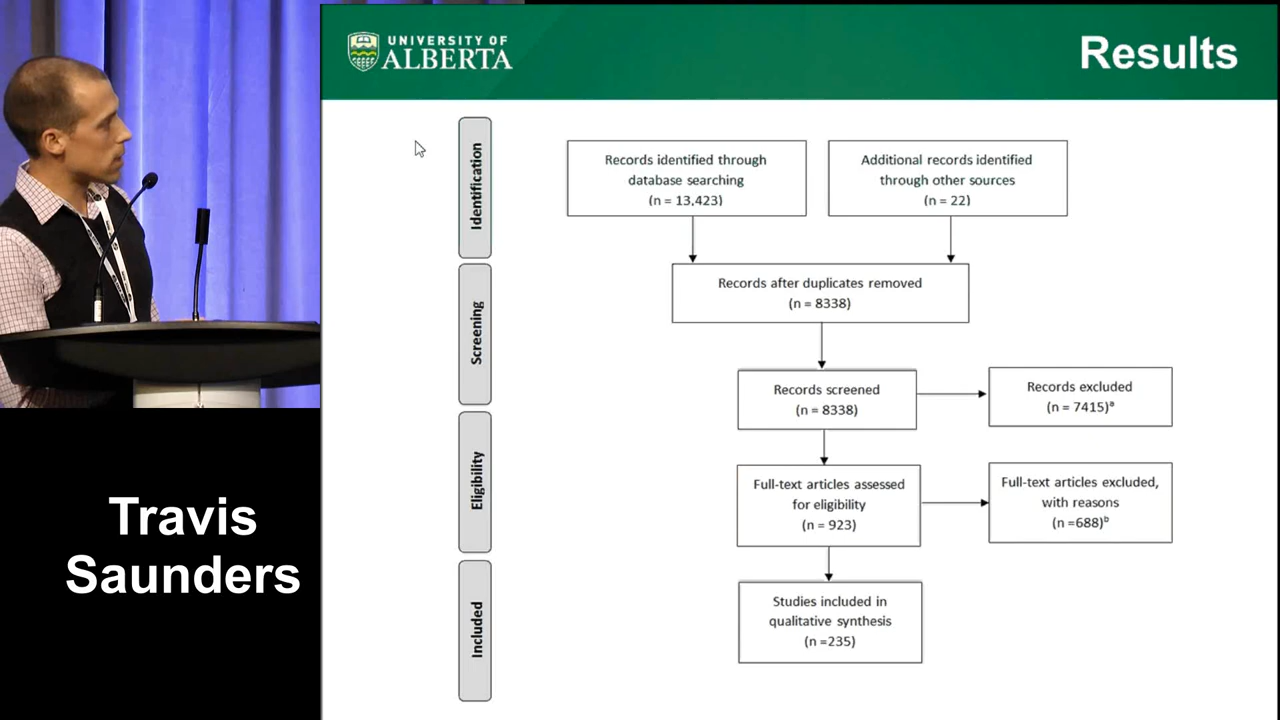 UNIVERSITY OF
ALBERTA
Results
Identification
Records identified through
database searching
(n = 13,423)
Additional records identified
through other sources
(n = 22)
Screening
Records after duplicates removed
(n = 8338)
Records screened
(n = 8338)
Records excluded
(n = 7415)ᵃ
Eligibility
Full-text articles assessed
for eligibility
(n = 923)
Full-text articles excluded,
with reasons
(n =688)ᵇ
Included
Studies included in
qualitative synthesis
(n =235)
Travis
Saunders